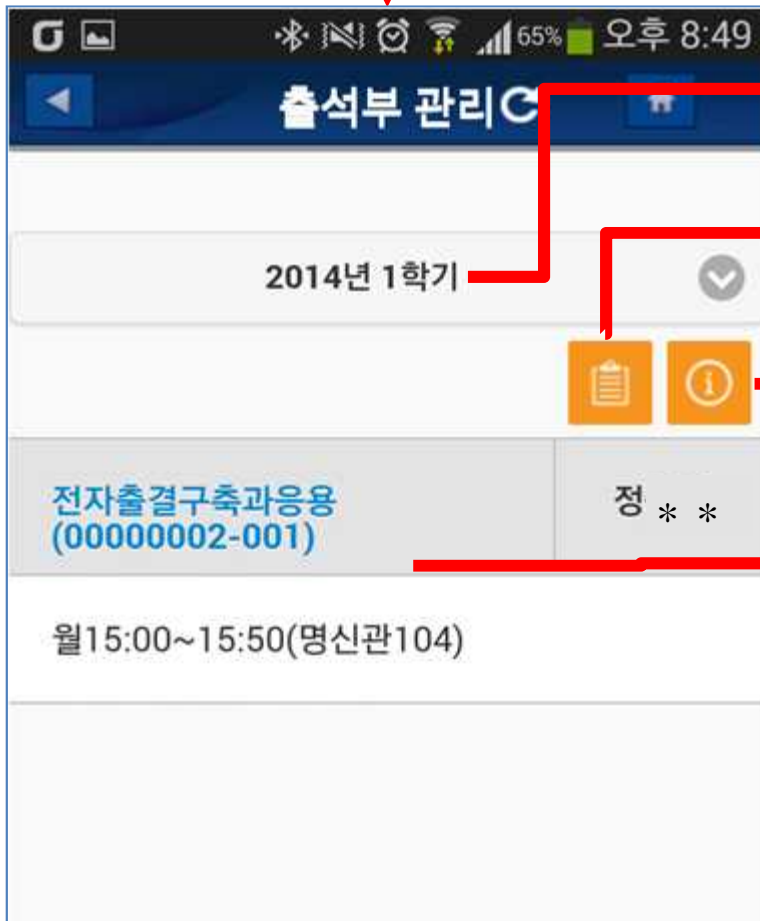 65% 오후 8:49
출석부 관리
2014년 1학기
전자출결구축과응용
(00000002-001)
정 * *
월15:00~15:50(명신관104)